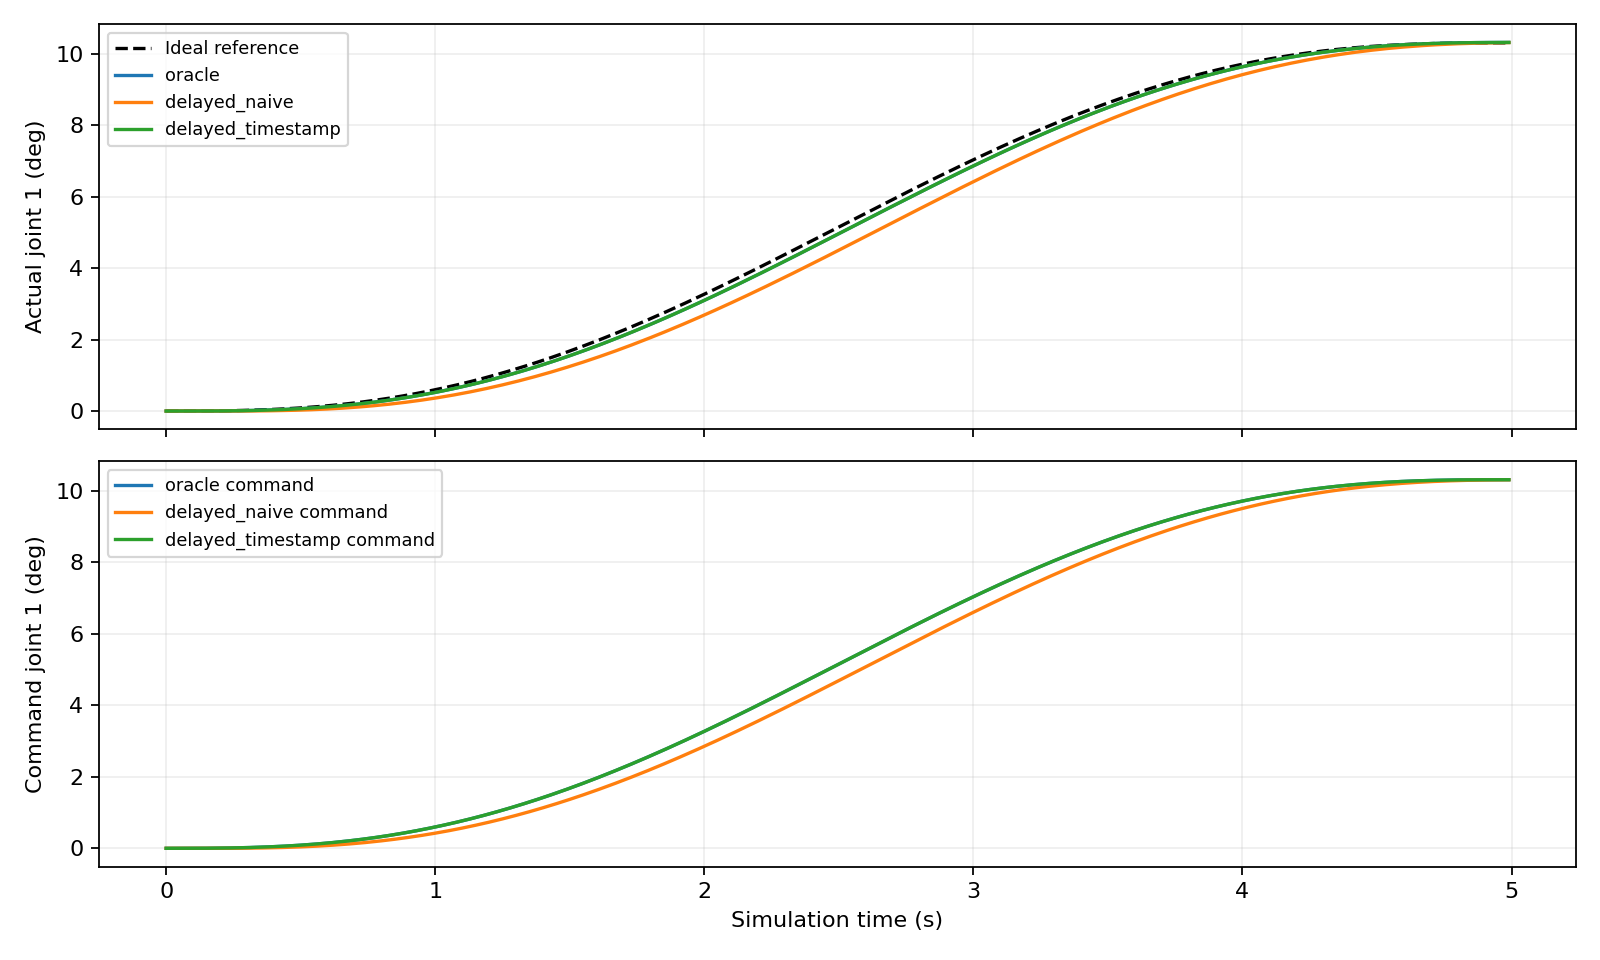 Actual joint 1 (deg)
10
8
6
4
2
0
Ideal reference
oracle
delayed_naive
delayed_timestamp
Command joint 1 (deg)
10
8
6
4
2
0
oracle command
delayed_naive command
delayed_timestamp command
0 1 2 3 4 5
Simulation time (s)